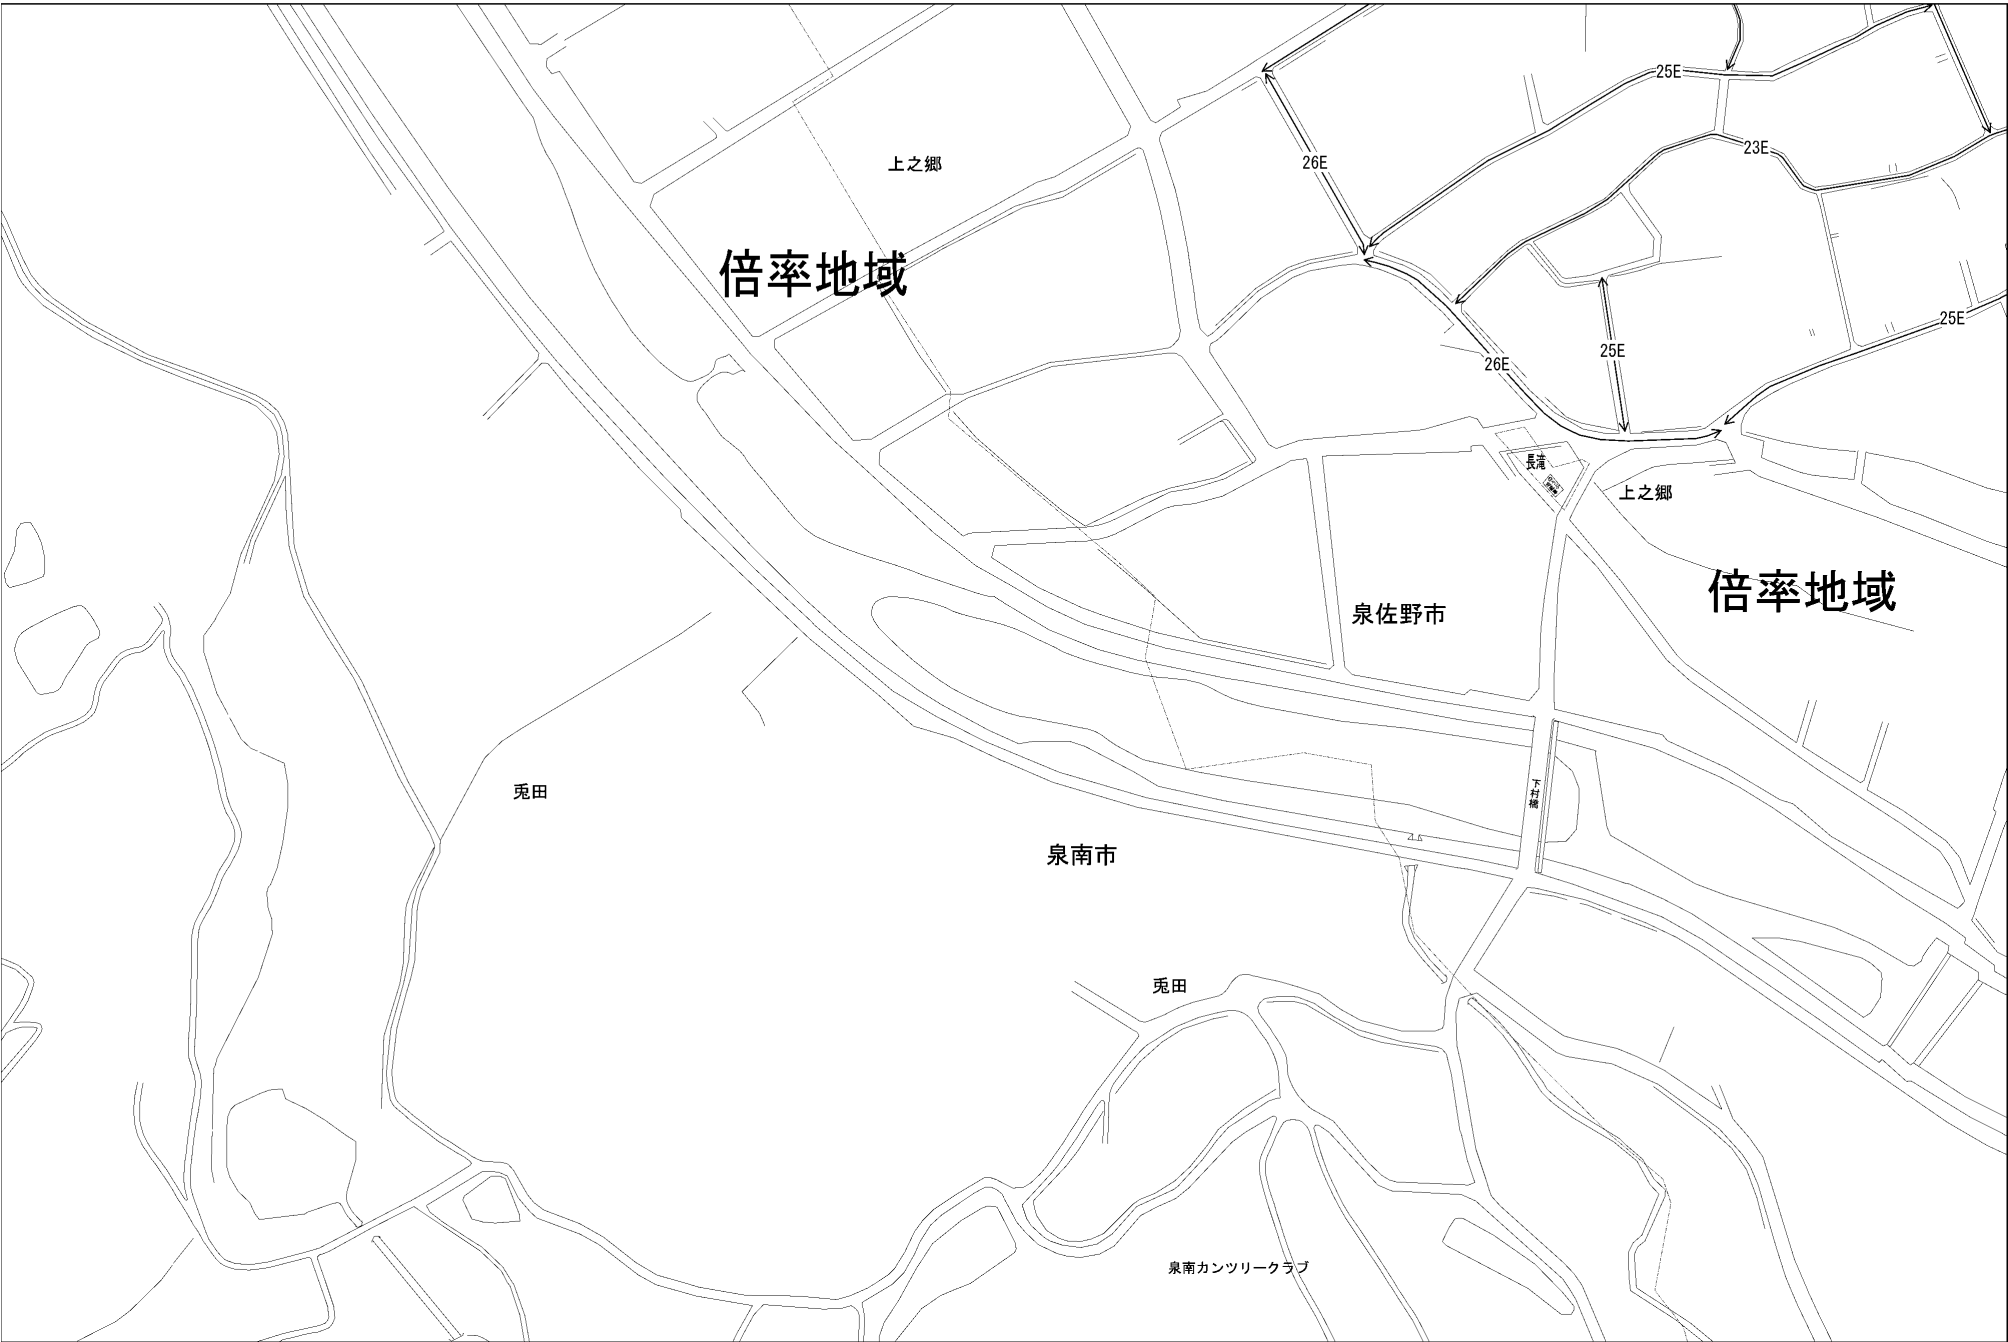 25E
23E
26E
上之郷
倍率地域
25E
25E
26E
長滝
上之郷
倍率地域
泉佐野市
兎田
下村橋
泉南市
兎田
泉南カンツリークラブ